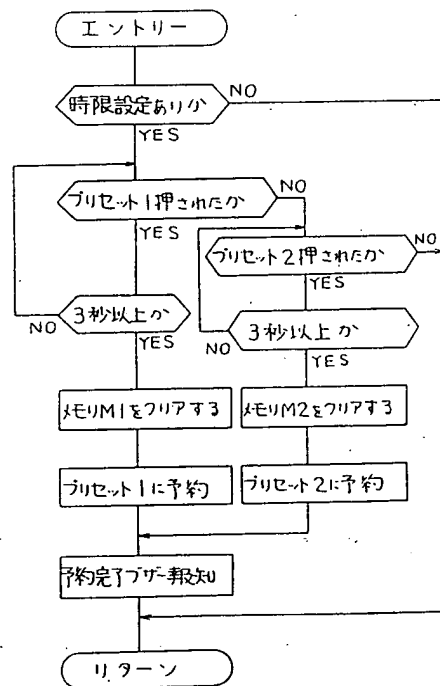 エントリー
時限設定ありか
NO
YES
プリセット1押されたか
NO
YES
プリセット2押されたか
NO
YES
3秒以上か
NO
YES
3秒以上か
NO
YES
メモリM1をクリアする
メモリM2をクリアする
プリセット1に予約
プリセット2に予約
予約完了ブザー報知
リターン